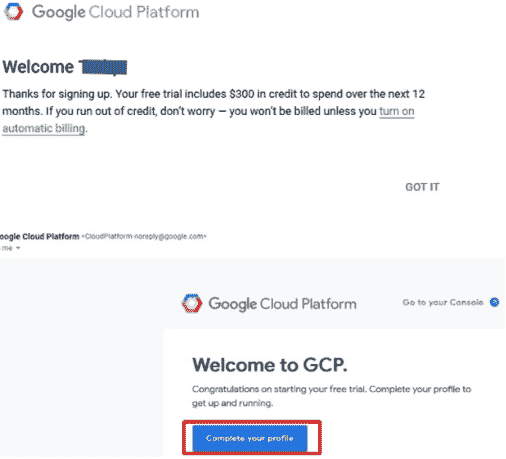 Google Cloud Platform
Welcome
Thanks for signing up. Your free trial includes $300 in credit to spend over the next 12
months. If you run out of credit, don't worry — you won't be billed unless you turn on
automatic billing.
GOT IT
oogle Cloud Platform <CloudPlatform-noreply@google.com>
me
Google Cloud Platform
Go to your Console
Welcome to GCP.
Congratulations on starting your free trial. Complete your profile to
get up and running.
Complete your profile